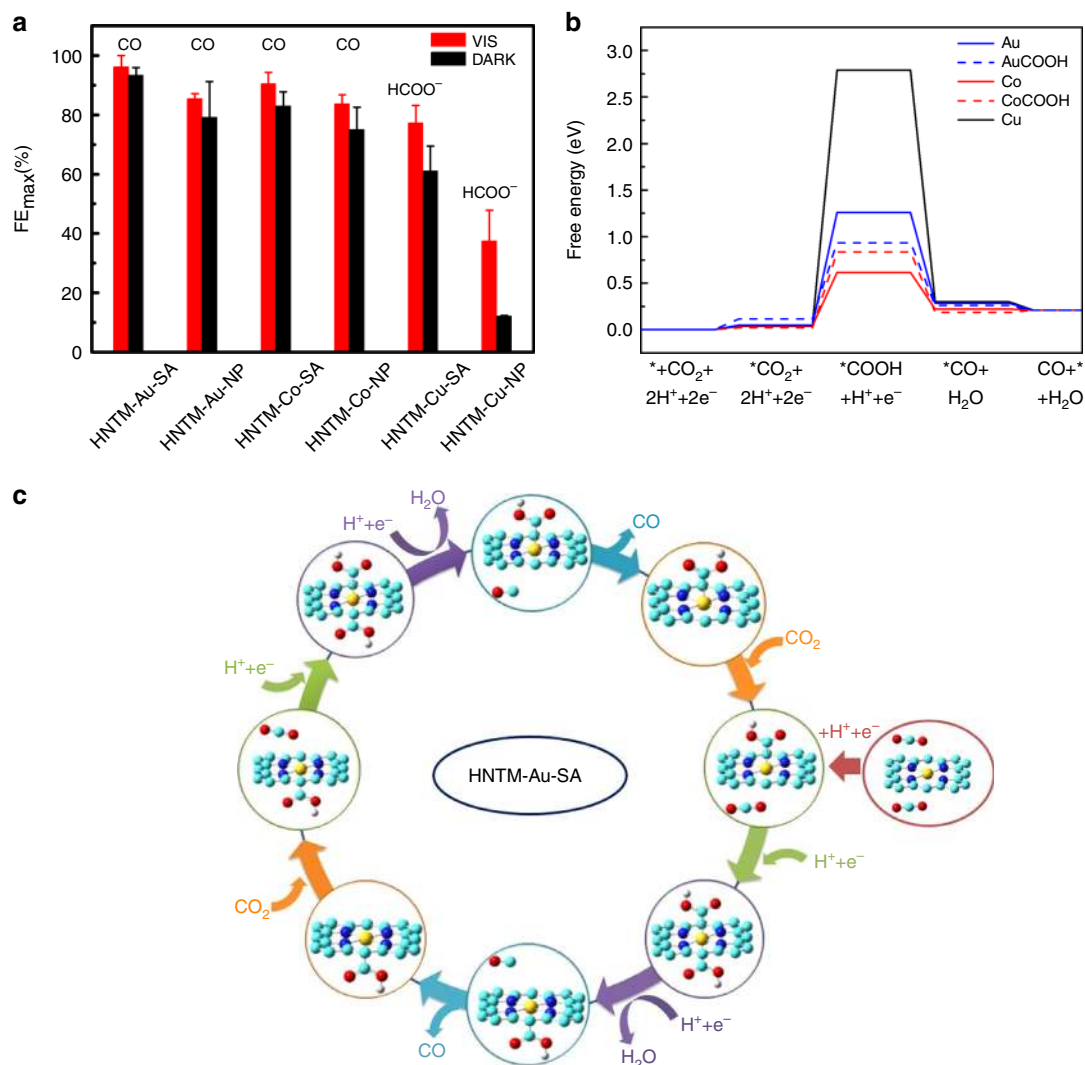 a
CO
CO
CO
CO
VIS
DARK
HCOO⁻
HCOO⁻
100
80
60
40
20
0
FEmax(%)
HNTM-Au-SA
HNTM-Au-NP
HNTM-Co-SA
HNTM-Co-NP
HNTM-Cu-SA
HNTM-Cu-NP
b
Au
AuCOOH
Co
CoCOOH
Cu
3.0
2.5
2.0
1.5
1.0
0.5
0.0
Free energy (eV)
*+CO₂+
2H⁺+2e⁻
*CO₂+
2H⁺+2e⁻
*COOH
+H⁺+e⁻
*CO+
H₂O
CO+*
+H₂O
c
H₂O
H⁺+e⁻
CO
CO₂
H⁺+e⁻
+H⁺+e⁻
HNTM-Au-SA
H⁺+e⁻
CO₂
H⁺+e⁻
CO
H₂O